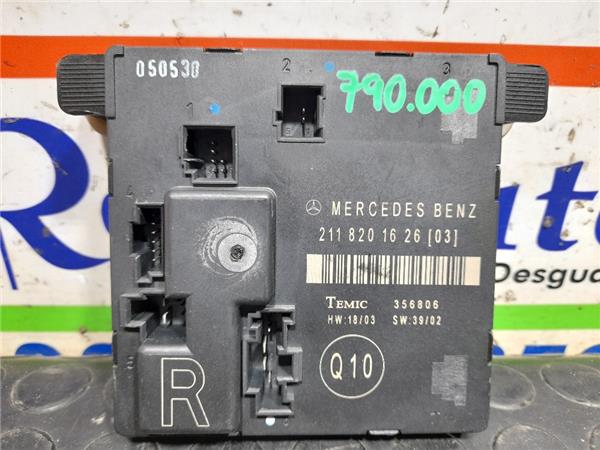 050530
2
3
790.000
1
MERCEDES BENZ
211 820 16 26 [03]
TEMIC 356806
HW:18/03 SW:39/02
Q10
R
R
uto
Desgua